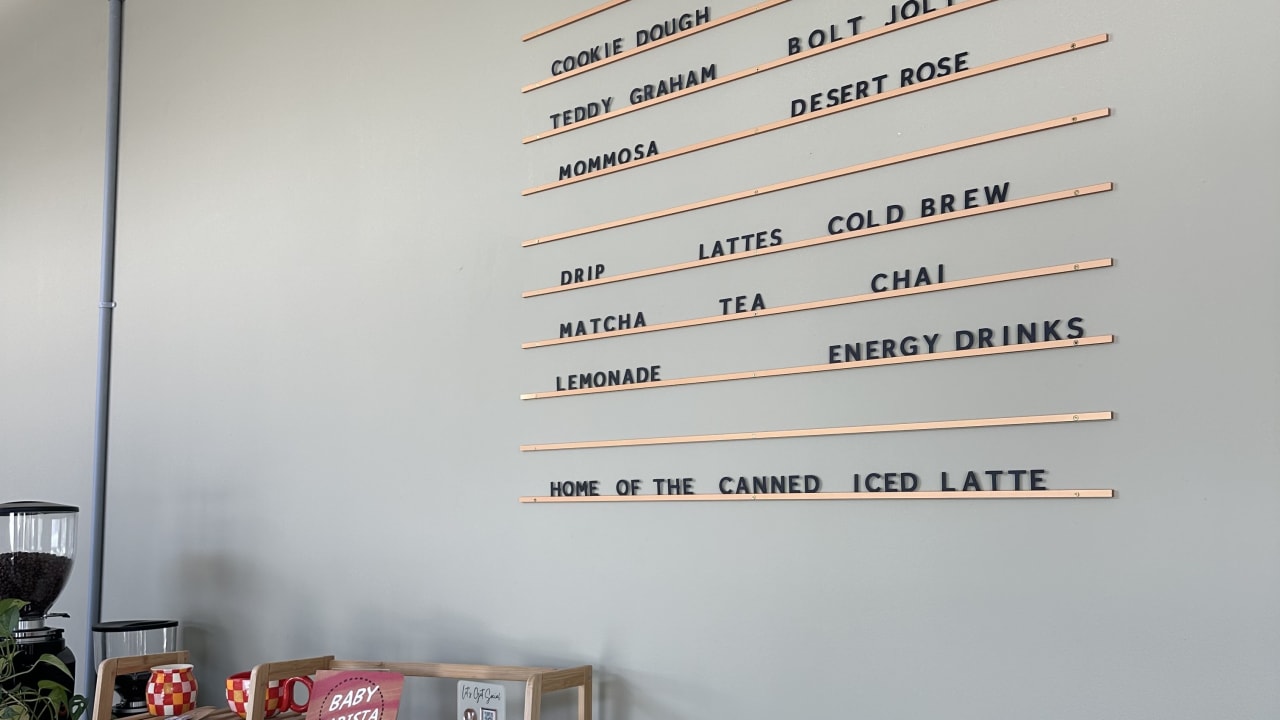 COOKIE DOUGH
BOLT JOLT
TEDDY GRAHAM
DESERT ROSE
MOMMOSA
DRIP LATTES COLD BREW
MATCHA TEA CHAI
LEMONADE ENERGY DRINKS
HOME OF THE CANNED ICED LATTE
BABY